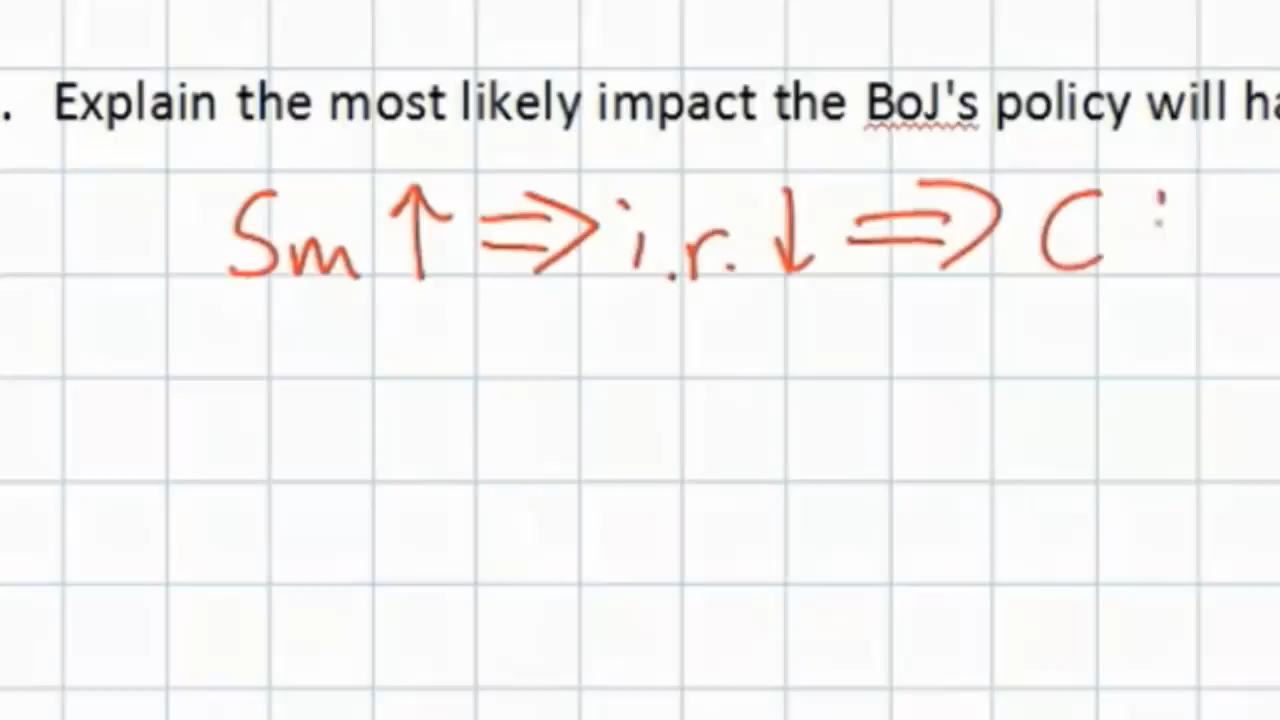 . Explain the most likely impact the BoJ's policy will ha
Sm ↑ ⇒ i.r. ↓ ⇒ C